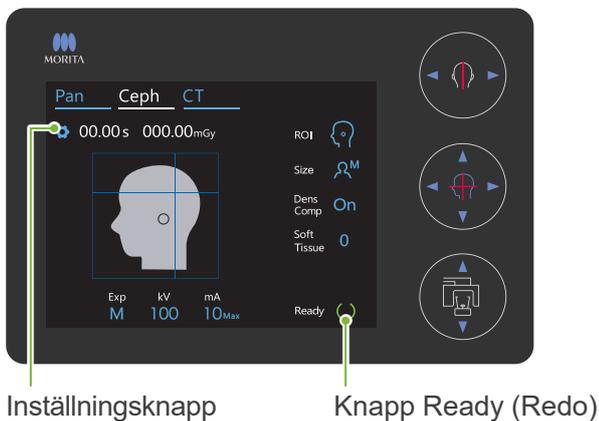 MORITA
Pan Ceph CT
00.00 s 000.00mGy
ROI
Size M
Dens Comp On
Soft Tissue 0
Exp kV mA
M 100 10Max
Ready
Inställningsknapp Knapp Ready (Redo)